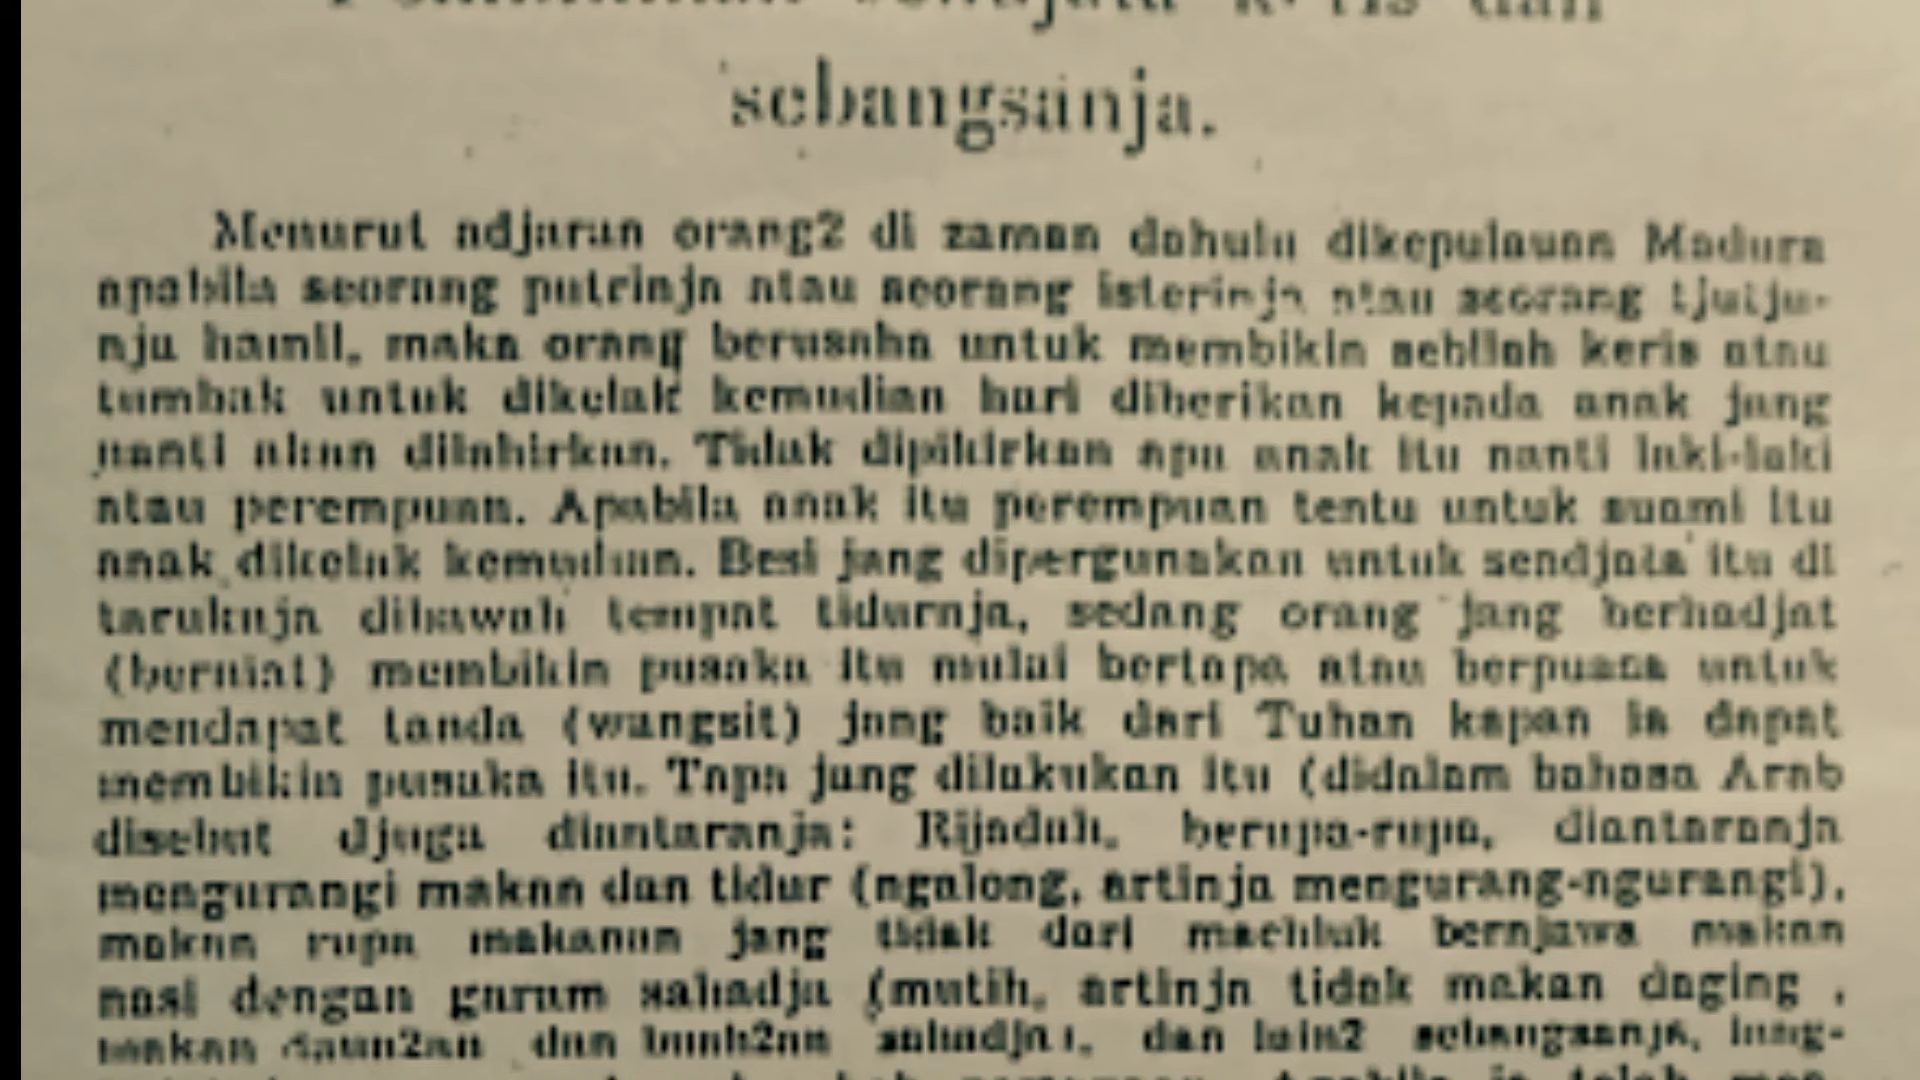 dan
sebangsanja.
Menurut adjaran orang2 di zaman dahulu dikepulauan Madura
apabila seorang putrinja atau seorang isterinja atau seorang tjutju-
nja hamil, maka orang berusaha untuk membikin sebilah keris atau
tumbak untuk dikelak kemudian hari diberikan kepada anak jang
nanti akan dilahirkan. Tidak dipikirkan apa anak itu nanti laki-laki
atau perempuan. Apabila anak itu perempuan tentu untuk suami itu
anak dikelak kemudian. Besi jang dipergunakan untuk sendjata itu di
taruknja dibawah tempat tidurnja, sedang orang jang berhadjat
(berniat) membikin pusaka itu mulai bertapa atau berpuasa untuk
mendapat tanda (wangsit) jang baik dari Tuhan kapan ia dapat
membikin pusaka itu. Tapa jang dilakukan itu (didalam bahasa Arab
disebut djuga diantaranja: Rijadah, berupa-rupa, diantaranja
mengurangi makan dan tidur (ngalong, artinja mengurang-ngurangi),
makan rupa makanan jang tidak dari machluk bernjawa makan
nasi dengan garam sahadja (mutih, artinja tidak makan daging ,
makan daun2an dan buah2an sahadja), dan lain2 sebangsanja,